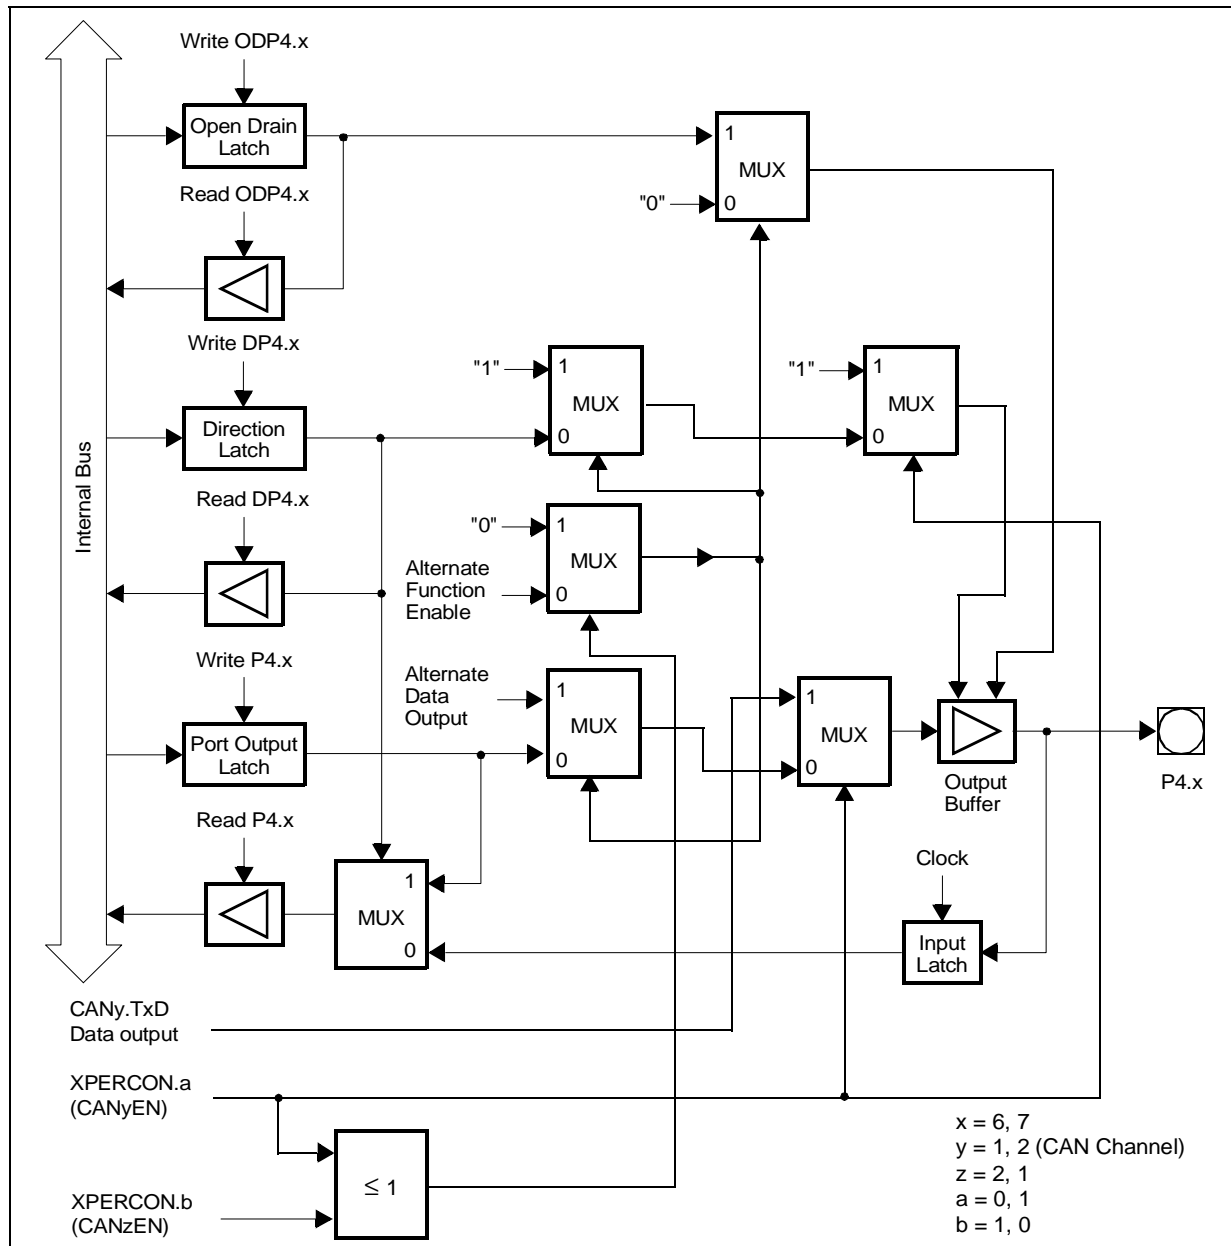 Write ODP4.x
Open Drain
Latch
Read ODP4.x
1
MUX
"0"
0
Write DP4.x
Direction
Latch
"1"
1
MUX
0
"1"
1
MUX
0
Internal Bus
Read DP4.x
"0"
1
MUX
0
Alternate
Function
Enable
Write P4.x
Port Output
Latch
Alternate
Data
Output
1
MUX
0
1
MUX
0
Output
Buffer
P4.x
Read P4.x
1
MUX
0
Clock
Input
Latch
CANy.TxD
Data output
XPERCON.a
(CANyEN)
≤ 1
XPERCON.b
(CANzEN)
x = 6, 7
y = 1, 2 (CAN Channel)
z = 2, 1
a = 0, 1
b = 1, 0